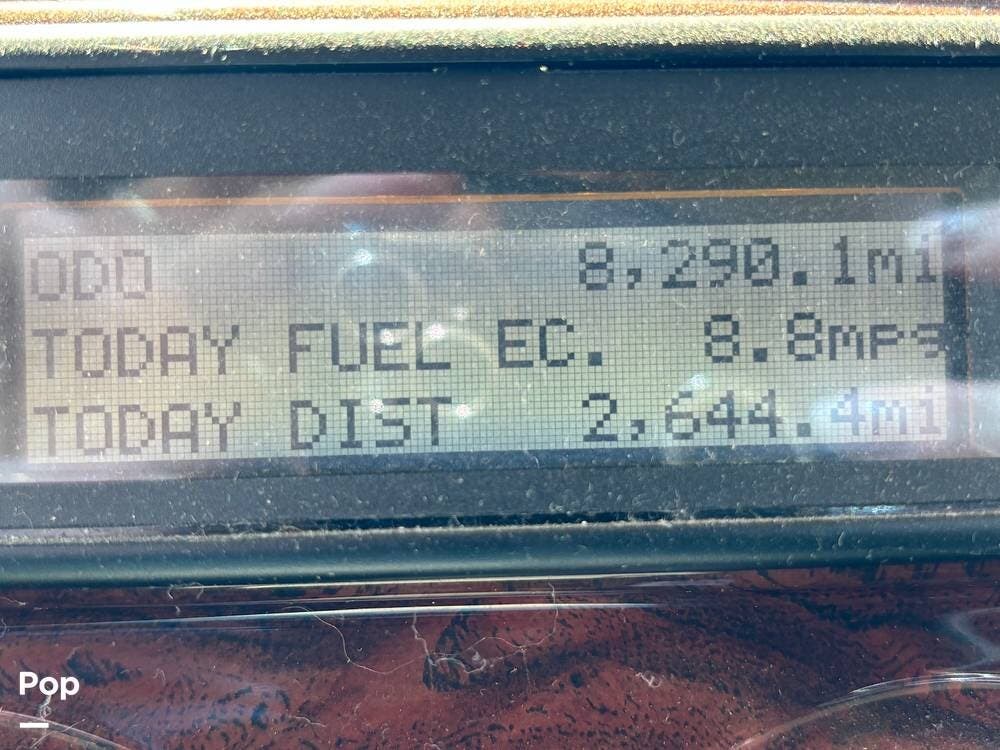 ODO 8,290.1mi
TODAY FUEL EC. 8.8mpg
TODAY DIST 2,644.4mi
Pop